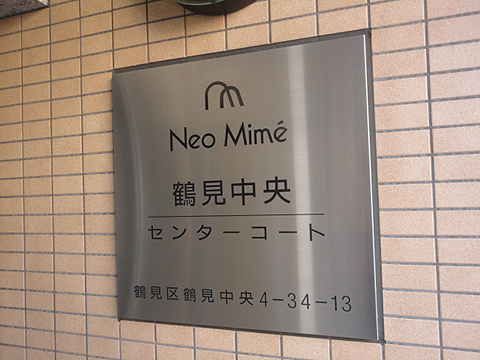 Neo Mimé
鶴見中央
センターコート
鶴見区鶴見中央4-34-13